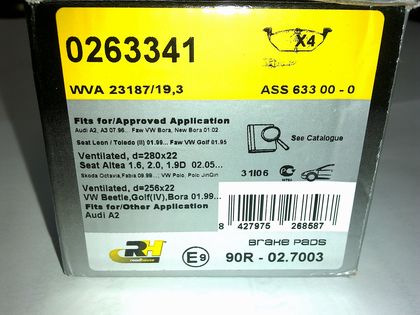 0263341
X4
WVA 23187/19,3
ASS 633 00 - 0
Fits for/Approved Application
Audi A2, A3 07.96... Faw VW Bora, New Bora 01:02
Seat Leon / Toledo (II) 01.99... Faw VW Golf 01.95
See Catalogue
Ventilated, d=280x22
Seat Altea 1.6, 2.0, 1.9D 02.05...
Skoda Octavia, Fabia 09.99...; VW Polo, Polo JinQin
31106
Ventilated, d=256x22
VW Beetle, Golf(IV), Bora 01.99...
Fits for/Other Application
Audi A2
8 427975 268587
RH
roadhouse
E9
BRAKE PADS
90R - 02.7003